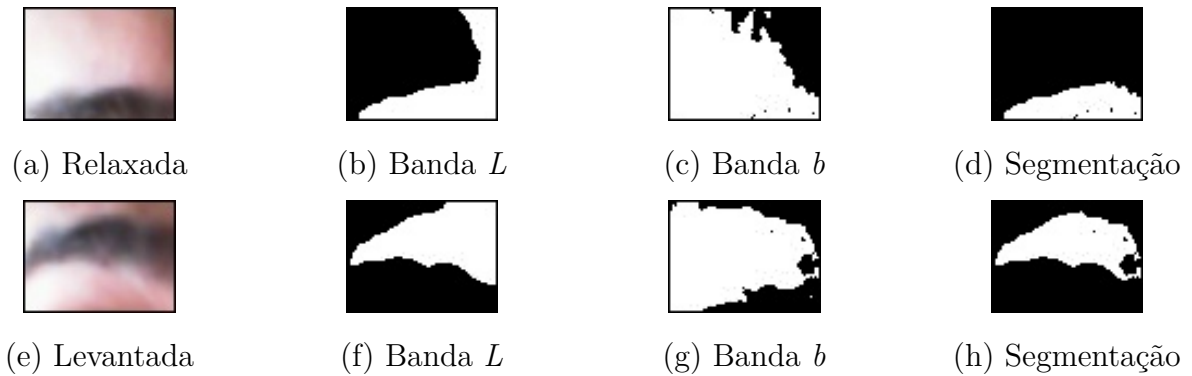 (a) Relaxada
(b) Banda L
(c) Banda b
(d) Segmentação
(e) Levantada
(f) Banda L
(g) Banda b
(h) Segmentação